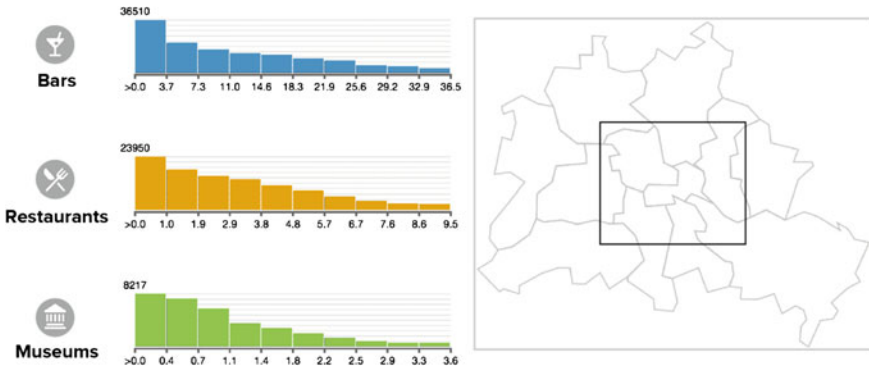 36510
Bars
>0.0 3.7 7.3 11.0 14.6 18.3 21.9 25.6 29.2 32.9 36.5
23950
Restaurants
>0.0 1.0 1.9 2.9 3.8 4.8 5.7 6.7 7.6 8.6 9.5
8217
Museums
>0.0 0.4 0.7 1.1 1.4 1.8 2.2 2.5 2.9 3.3 3.6